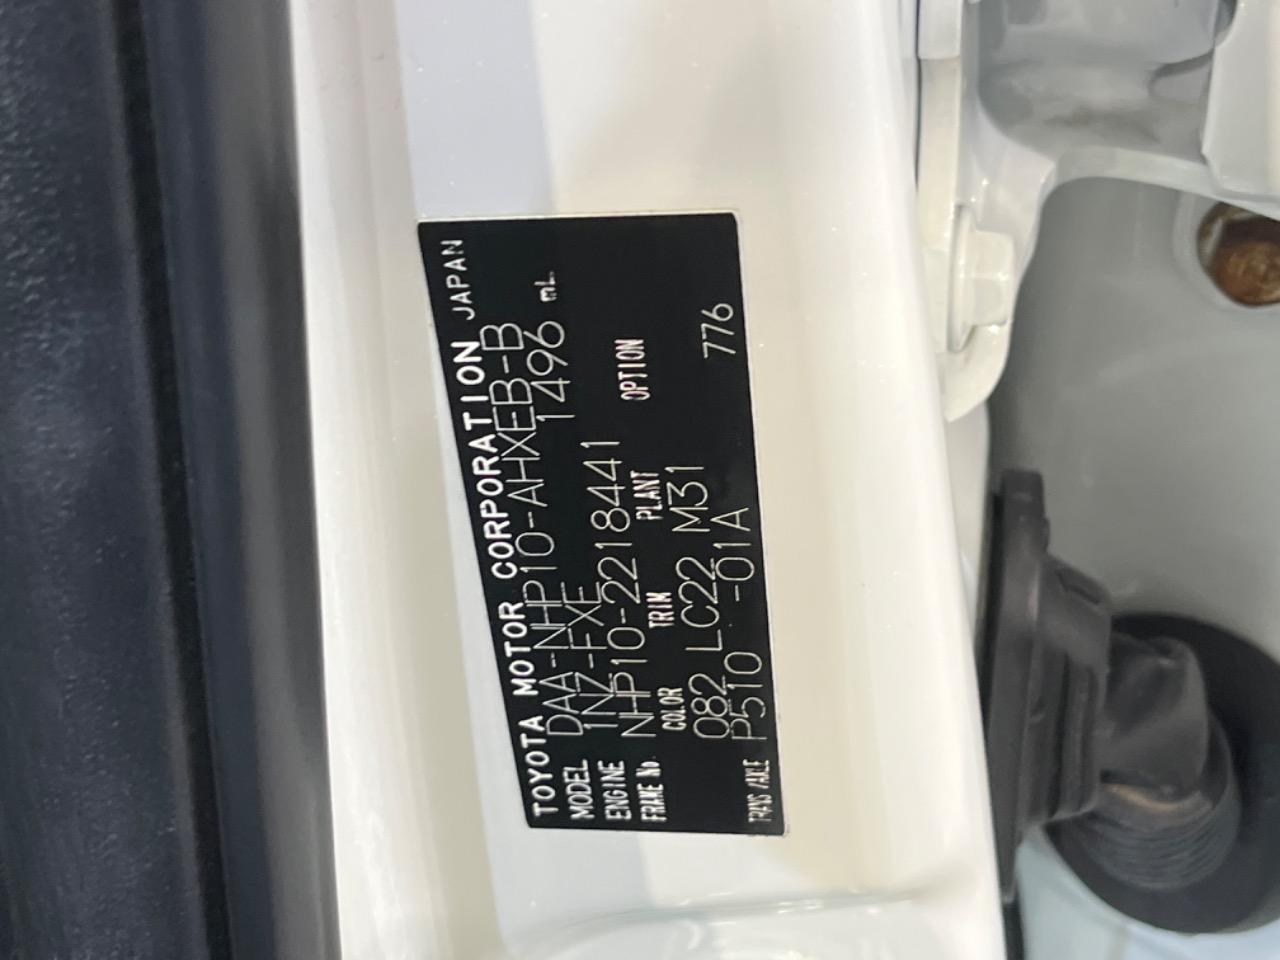 TOYOTA MOTOR CORPORATION JAPAN
MODEL DAA-NHP10-AHXEB-B
ENGINE 1NZ-FXE 1496 mL
FRAME No. NHP10-2218441
COLOR TRIM PLANT OPTION
082 LC22 M31 776
TRANS/AXLE P510 -01A